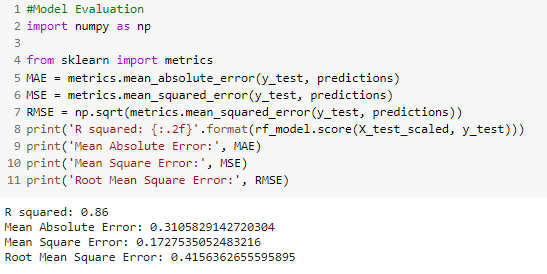 1 #Model Evaluation
2 import numpy as np
3
4 from sklearn import metrics
5 MAE = metrics.mean_absolute_error(y_test, predictions)
6 MSE = metrics.mean_squared_error(y_test, predictions)
7 RMSE = np.sqrt(metrics.mean_squared_error(y_test, predictions))
8 print('R squared: {:.2f}'.format(rf_model.score(X_test_scaled, y_test)))
9 print('Mean Absolute Error:', MAE)
10 print('Mean Square Error:', MSE)
11 print('Root Mean Square Error:', RMSE)
R squared: 0.86
Mean Absolute Error: 0.3105829142720304
Mean Square Error: 0.1727535052483216
Root Mean Square Error: 0.4156362655595895